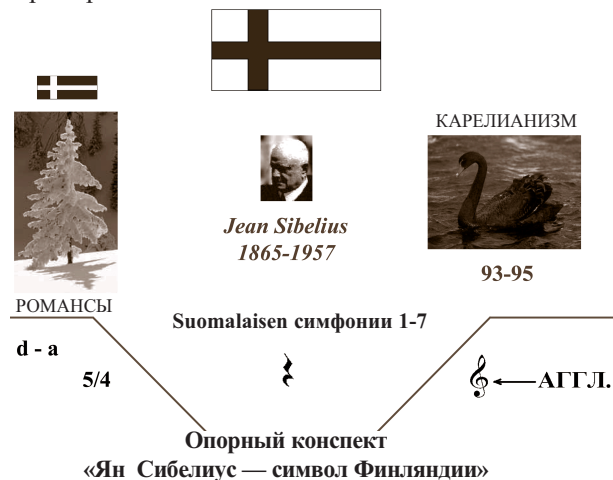 КАРЕЛИАНИЗМ
Jean Sibelius
1865-1957
93-95
РОМАНСЫ
Suomalaisen симфонии 1-7
d - a
5/4
АГГЛ.
Опорный конспект
«Ян Сибелиус — символ Финляндии»